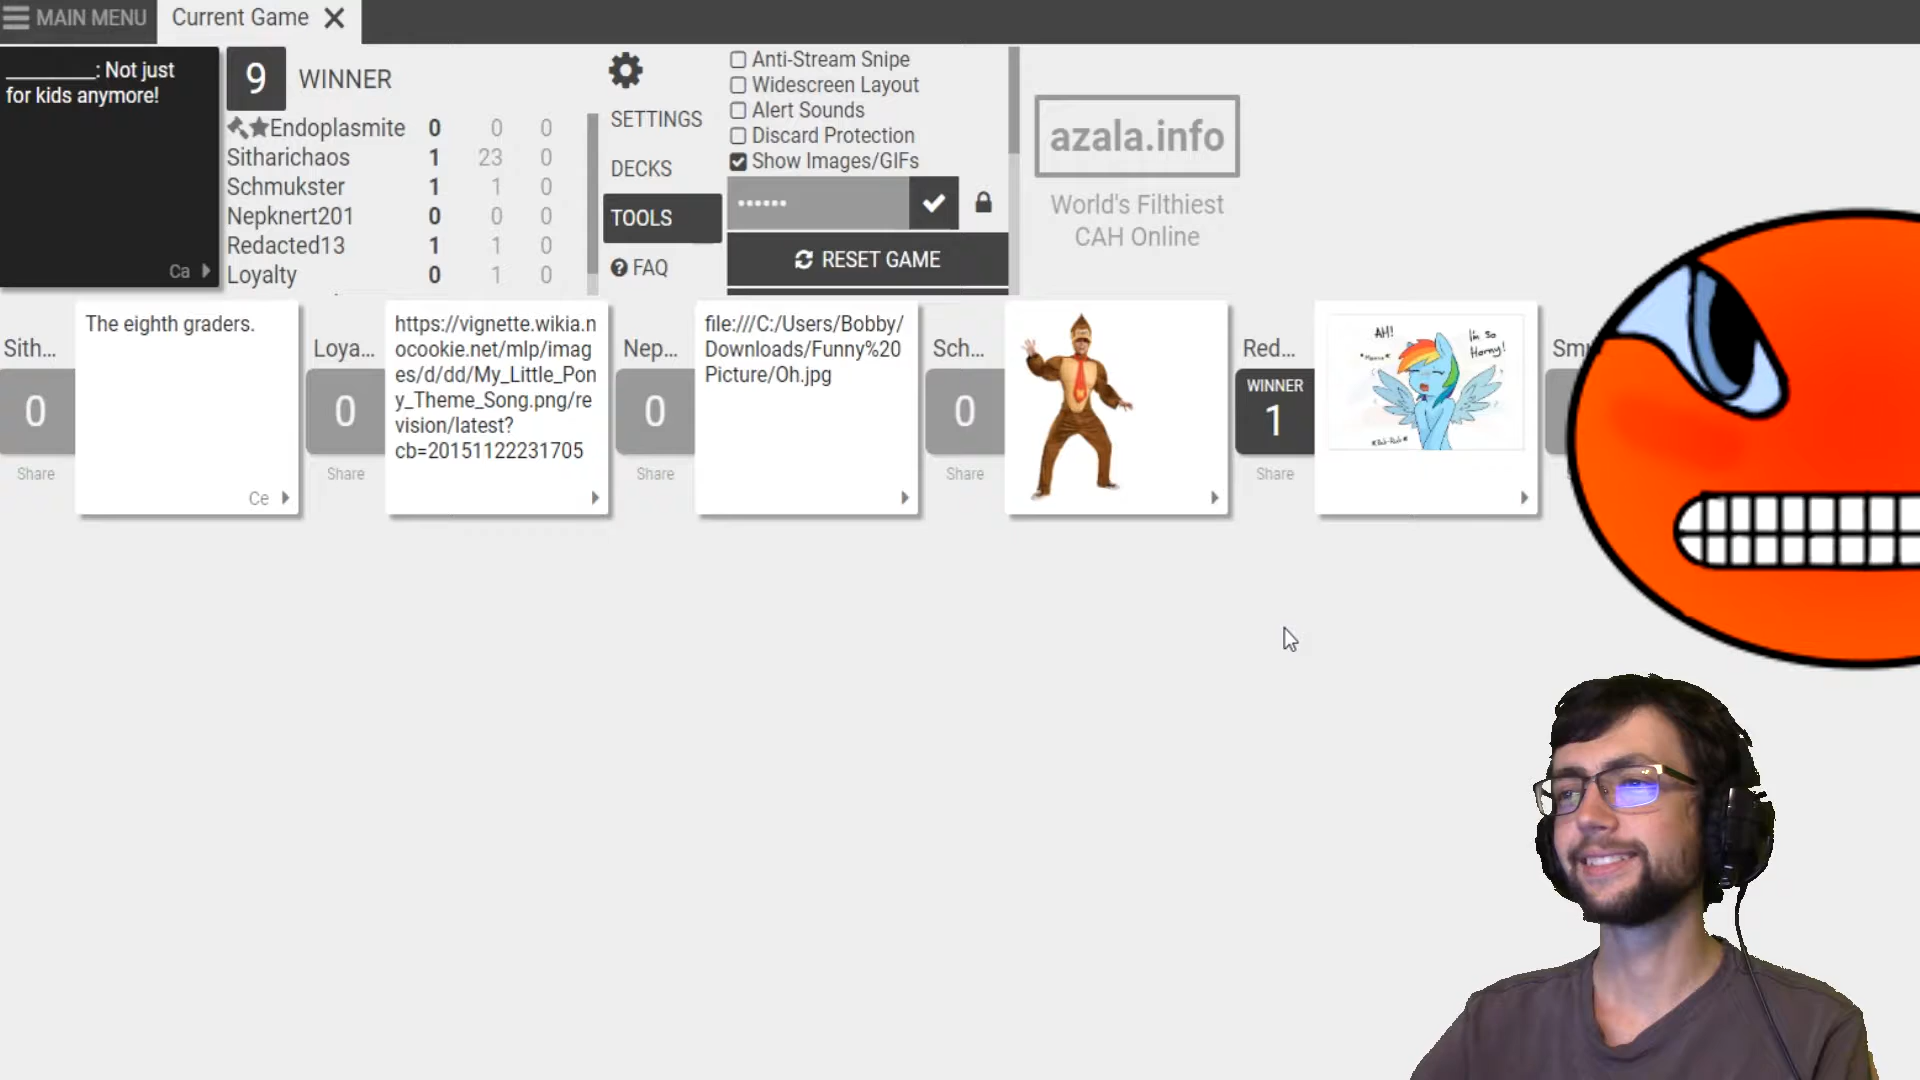 MAIN MENU
Current Game
_________: Not just
for kids anymore!
Ca
9 WINNER
Endoplasmite 0 0 0
Sitharichaos 1 23 0
Schmukster 1 1 0
Nepknert201 0 0 0
Redacted13 1 1 0
Loyalty 0 1 0
SETTINGS
DECKS
TOOLS
FAQ
Anti-Stream Snipe
Widescreen Layout
Alert Sounds
Discard Protection
Show Images/GIFs
••••••
RESET GAME
azala.info
World's Filthiest
CAH Online
Sith...
0
Share
The eighth graders.
Ce
Loya...
0
Share
https://vignette.wikia.n
ocookie.net/mlp/imag
es/d/dd/My_Little_Pon
y_Theme_Song.png/re
vision/latest?
cb=20151122231705
Nep...
0
Share
file:///C:/Users/Bobby/
Downloads/Funny%20
Picture/Oh.jpg
Sch...
0
Share
Red...
WINNER
1
Share
AH!
I'm so
Horny!
Sm